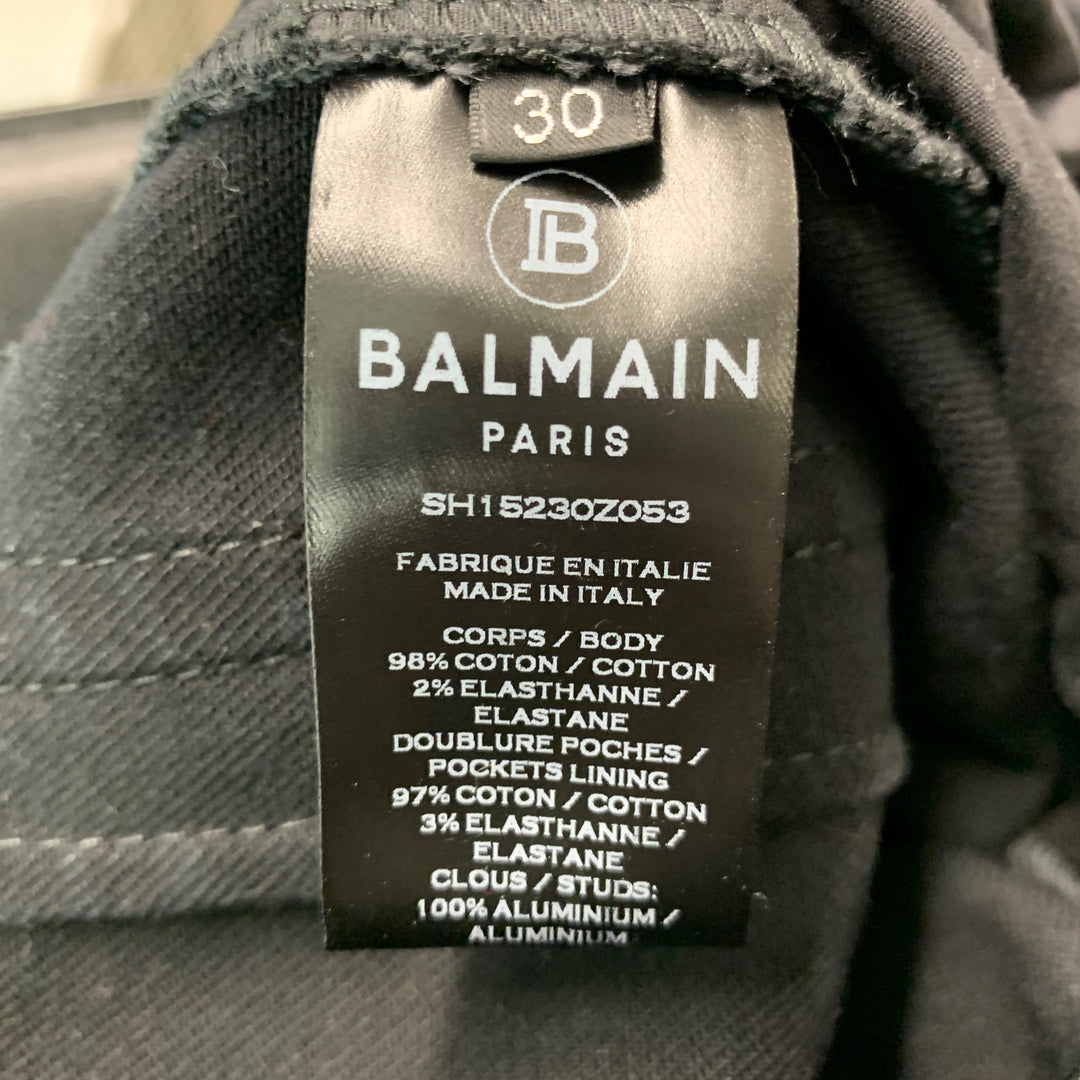 30
B
BALMAIN
PARIS
SH15230Z053
FABRIQUE EN ITALIE
MADE IN ITALY
CORPS / BODY
98% COTON / COTTON
2% ELASTHANNE /
ELASTANE
DOUBLURE POCHES /
POCKETS LINING
97% COTON / COTTON
3% ELASTHANNE /
ELASTANE
CLOUS / STUDS:
100% ALUMINIUM /
ALUMINIUM